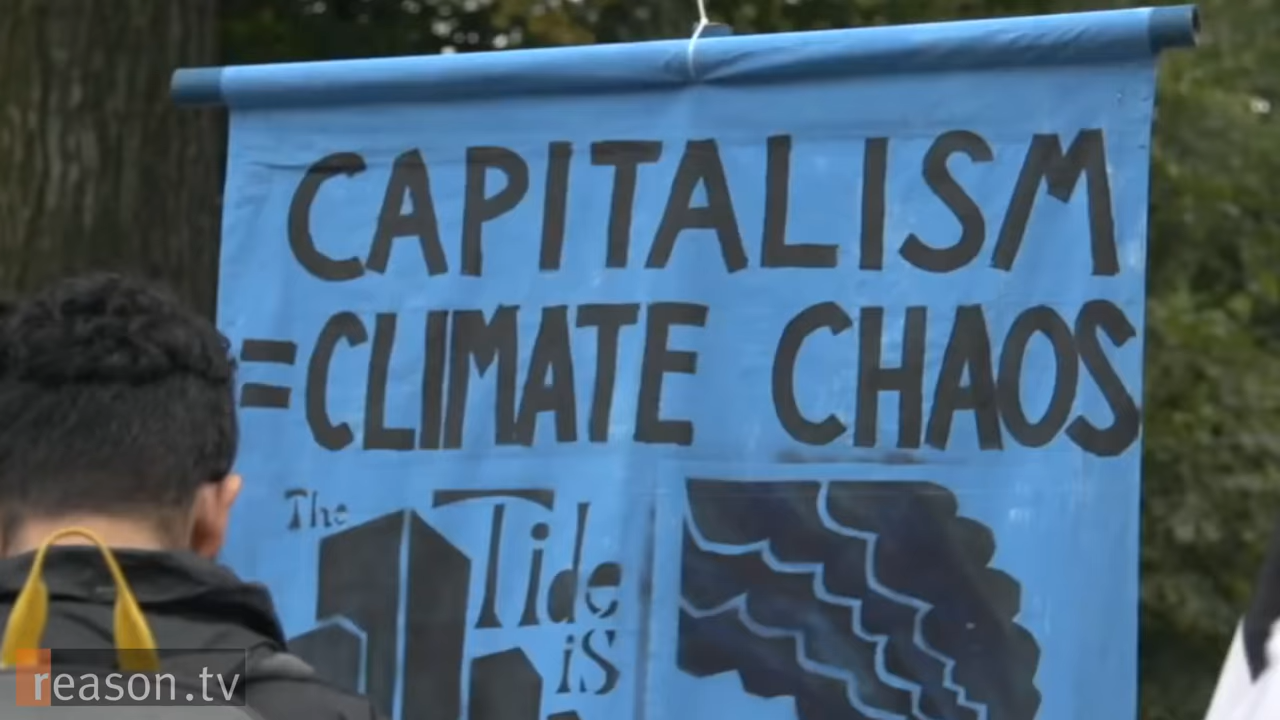 CAPITALISM
=CLIMATE CHAOS
The
Tide
is
reason.tv